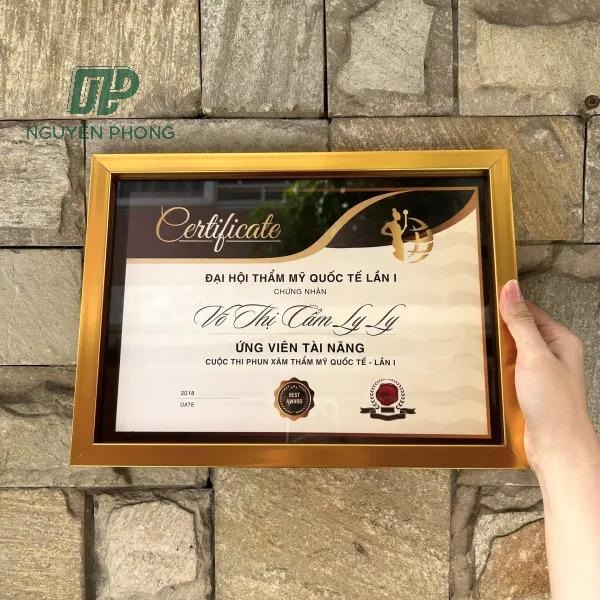 NGUYEN PHONG
Certificate
ĐẠI HỘI THẨM MỸ QUỐC TẾ LẦN I
CHỨNG NHẬN
Võ Thị Cẩm Ly Ly
ỨNG VIÊN TÀI NĂNG
CUỘC THI PHUN XĂM THẨM MỸ QUỐC TẾ - LẦN I
2018
DATE
BEST
AWARD